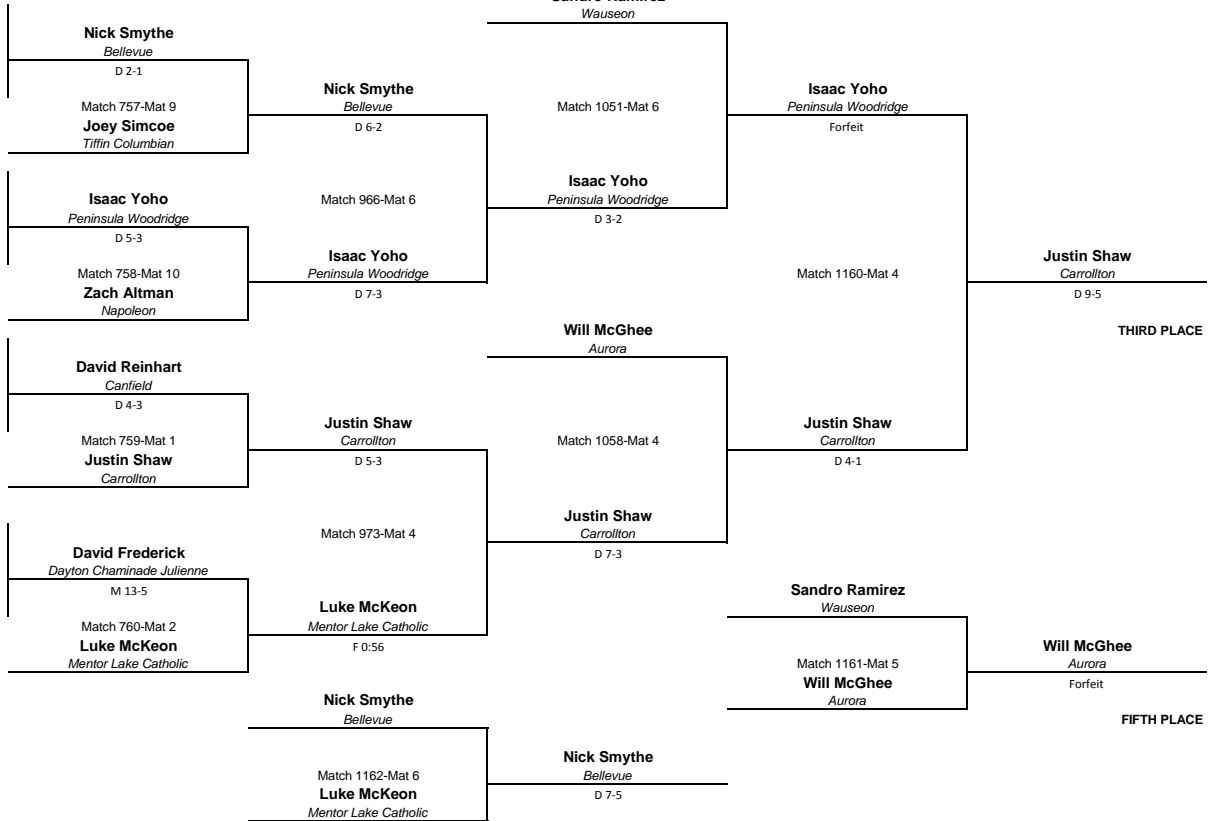 Sandro Ramirez
Wauseon
Nick Smythe
Bellevue
D 2-1
Match 757-Mat 9
Joey Simcoe
Tiffin Columbian
Isaac Yoho
Peninsula Woodridge
D 5-3
Match 758-Mat 10
Zach Altman
Napoleon
David Reinhart
Canfield
D 4-3
Match 759-Mat 1
Justin Shaw
Carrollton
David Frederick
Dayton Chaminade Julienne
M 13-5
Match 760-Mat 2
Luke McKeon
Mentor Lake Catholic
Nick Smythe
Bellevue
D 6-2
Match 966-Mat 6
Isaac Yoho
Peninsula Woodridge
D 7-3
Justin Shaw
Carrollton
D 5-3
Match 973-Mat 4
Luke McKeon
Mentor Lake Catholic
F 0:56
Nick Smythe
Bellevue
Match 1162-Mat 6
Luke McKeon
Mentor Lake Catholic
Match 1051-Mat 6
Isaac Yoho
Peninsula Woodridge
D 3-2
Will McGhee
Aurora
Match 1058-Mat 4
Justin Shaw
Carrollton
D 7-3
Nick Smythe
Bellevue
D 7-5
Isaac Yoho
Peninsula Woodridge
Forfeit
Match 1160-Mat 4
Justin Shaw
Carrollton
D 4-1
Sandro Ramirez
Wauseon
Match 1161-Mat 5
Will McGhee
Aurora
Justin Shaw
Carrollton
D 9-5
THIRD PLACE
Will McGhee
Aurora
Forfeit
FIFTH PLACE